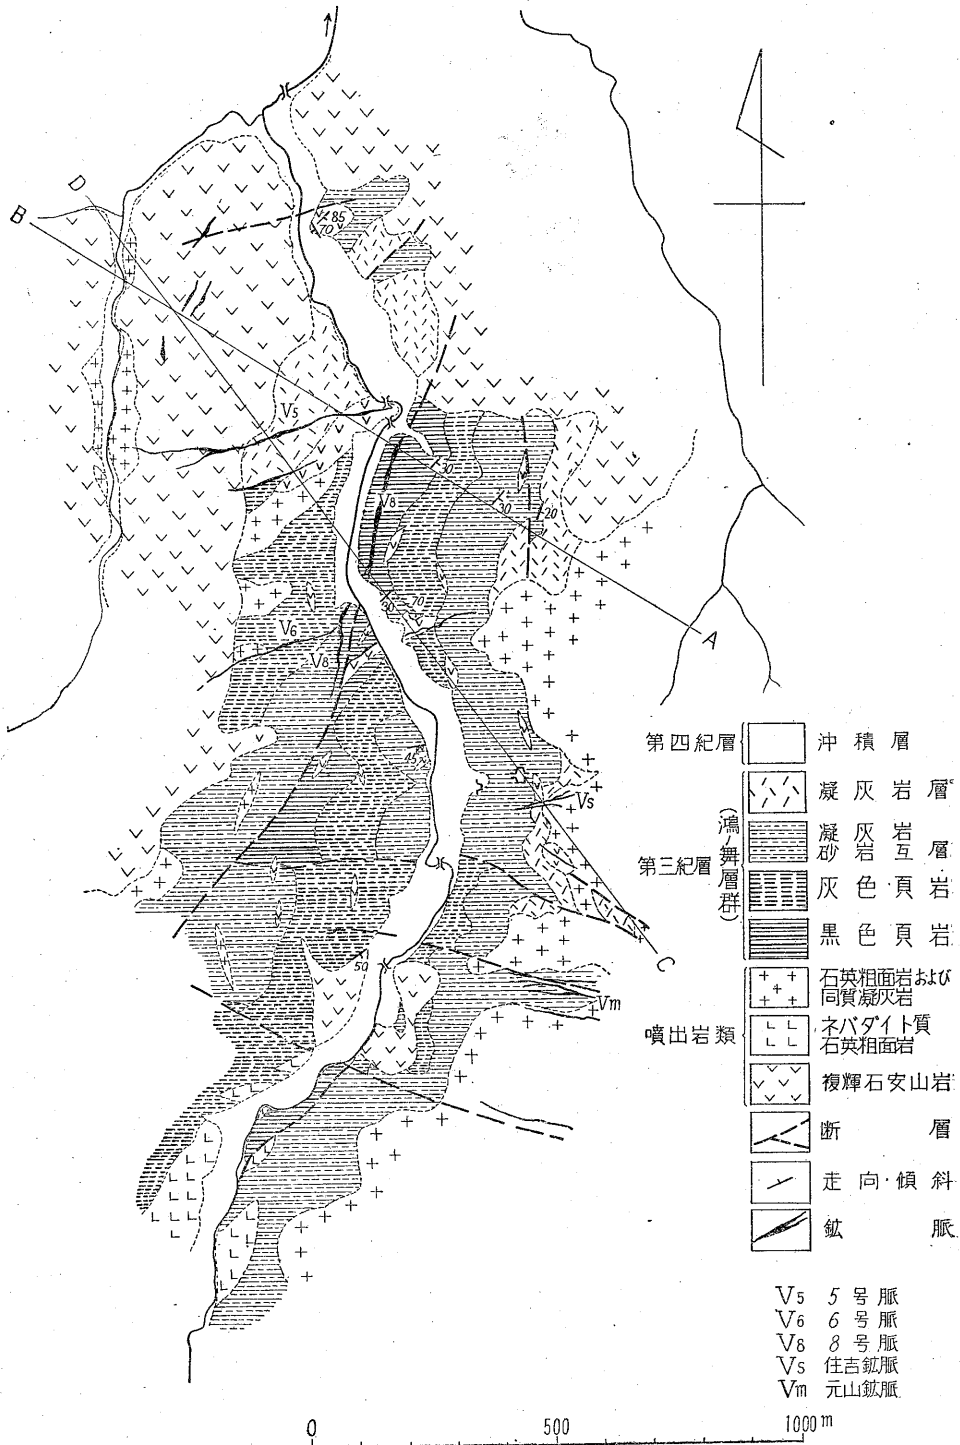 D
B
85
70
V5
30
V8
30
20
30
70
V6
A
V8
45
Vs
C
50
Vm
第四紀層
沖積層
凝灰岩層
(鴻ノ舞層群)
凝灰岩
砂岩互層
第三紀層
灰色頁岩
黒色頁岩
石英粗面岩および
同質凝灰岩
噴出岩類
ネバダイト質
石英粗面岩
複輝石安山岩
断層
走向・傾斜
鉱脈
V5 5号脈
V6 6号脈
V8 8号脈
Vs 住吉鉱脈
Vm 元山鉱脈
0 500 1000m